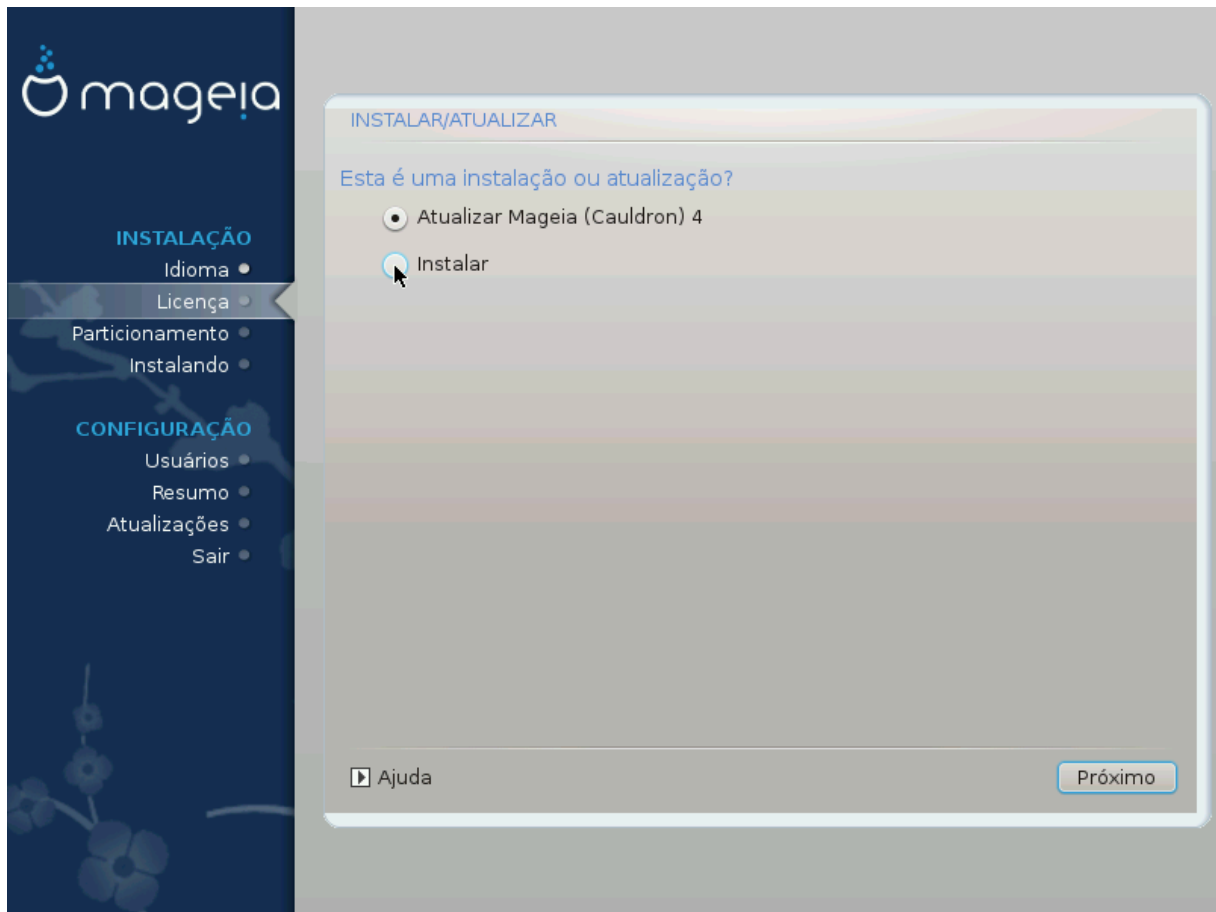 mageia
INSTALAÇÃO
Idioma
Licença
Particionamento
Instalando
CONFIGURAÇÃO
Usuários
Resumo
Atualizações
Sair
INSTALAR/ATUALIZAR
Esta é uma instalação ou atualização?
Atualizar Mageia (Cauldron) 4
Instalar
Ajuda
Próximo